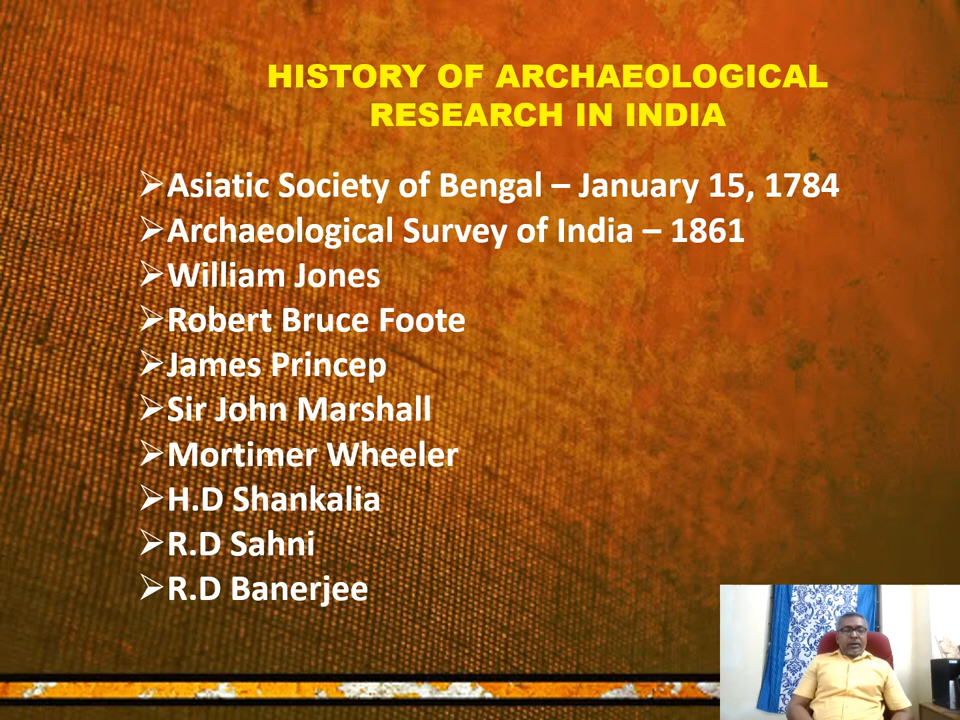 HISTORY OF ARCHAEOLOGICAL
RESEARCH IN INDIA
➢Asiatic Society of Bengal – January 15, 1784
➢Archaeological Survey of India – 1861
➢William Jones
➢Robert Bruce Foote
➢James Princep
➢Sir John Marshall
➢Mortimer Wheeler
➢H.D Shankalia
➢R.D Sahni
➢R.D Banerjee